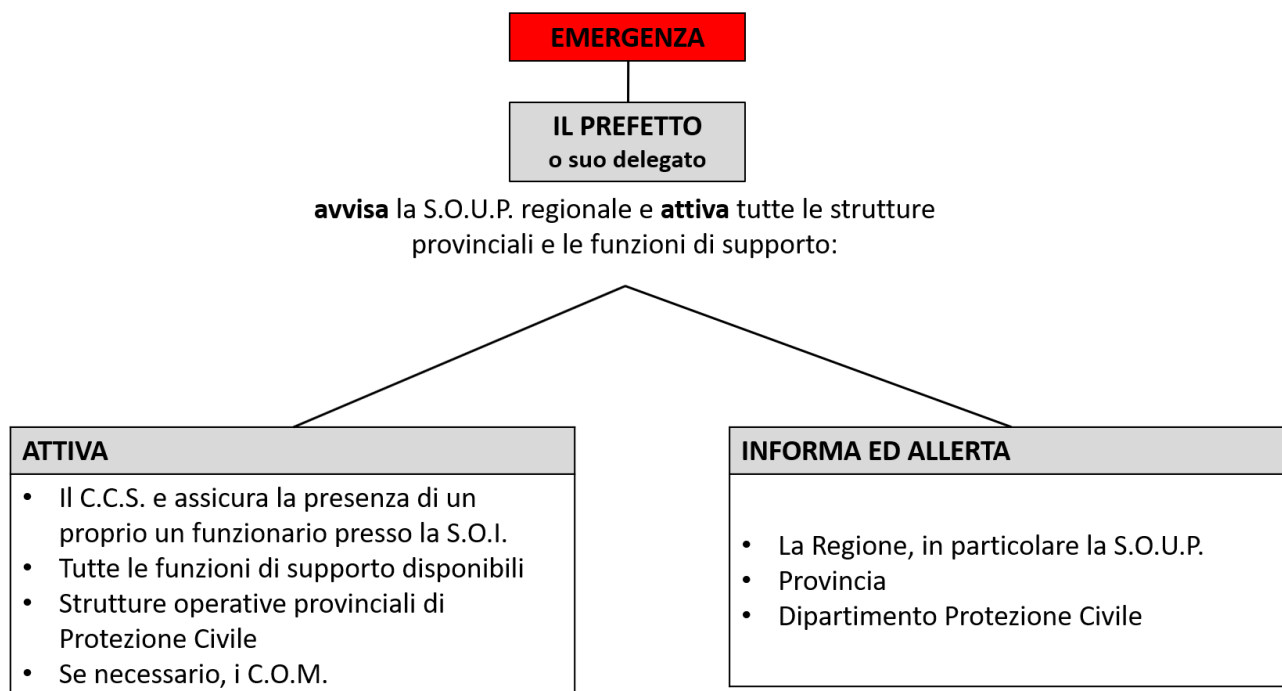 EMERGENZA
IL PREFETTO
o suo delegato
avvisa la S.O.U.P. regionale e attiva tutte le strutture
provinciali e le funzioni di supporto:
ATTIVA
• Il C.C.S. e assicura la presenza di un
proprio un funzionario presso la S.O.I.
• Tutte le funzioni di supporto disponibili
• Strutture operative provinciali di
Protezione Civile
• Se necessario, i C.O.M.
INFORMA ED ALLERTA
• La Regione, in particolare la S.O.U.P.
• Provincia
• Dipartimento Protezione Civile